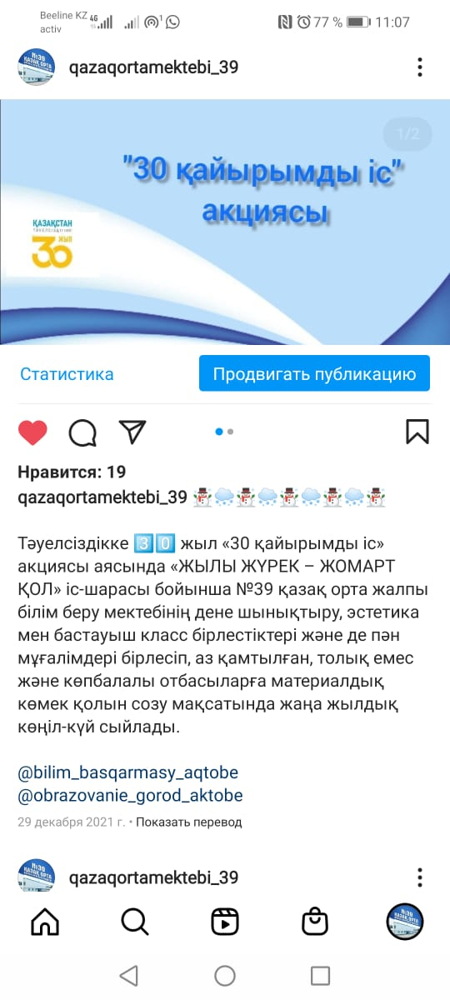 Beeline KZ
activ
4G
77 %
11:07
qazaqortamektebi_39
1/2
"30 қайырымды іс"
акциясы
ҚАЗАҚСТАН
ТӘУЕЛСІЗДІГІНЕ
30 ЖЫЛ
Статистика
Продвигать публикацию
Нравится: 19
qazaqortamektebi_39 ☃️🌨️☃️🌨️☃️🌨️☃️🌨️☃️
Тәуелсіздікке 3️⃣0️⃣ жыл «30 қайырымды іс»
акциясы аясында «ЖЫЛЫ ЖҮРЕК – ЖОМАРТ
ҚОЛ» іс-шарасы бойынша №39 қазақ орта жалпы
білім беру мектебінің дене шынықтыру, эстетика
мен бастауыш класс бірлестіктері және де пән
мұғалімдері бірлесіп, аз қамтылған, толық емес
және көпбалалы отбасыларға материалдық
көмек қолын созу мақсатында жаңа жылдық
көңіл-күй сыйлады.
@bilim_basqarmasy_aqtobe
@obrazovanie_gorod_aktobe
29 декабря 2021 г. • Показать перевод
qazaqortamektebi_39